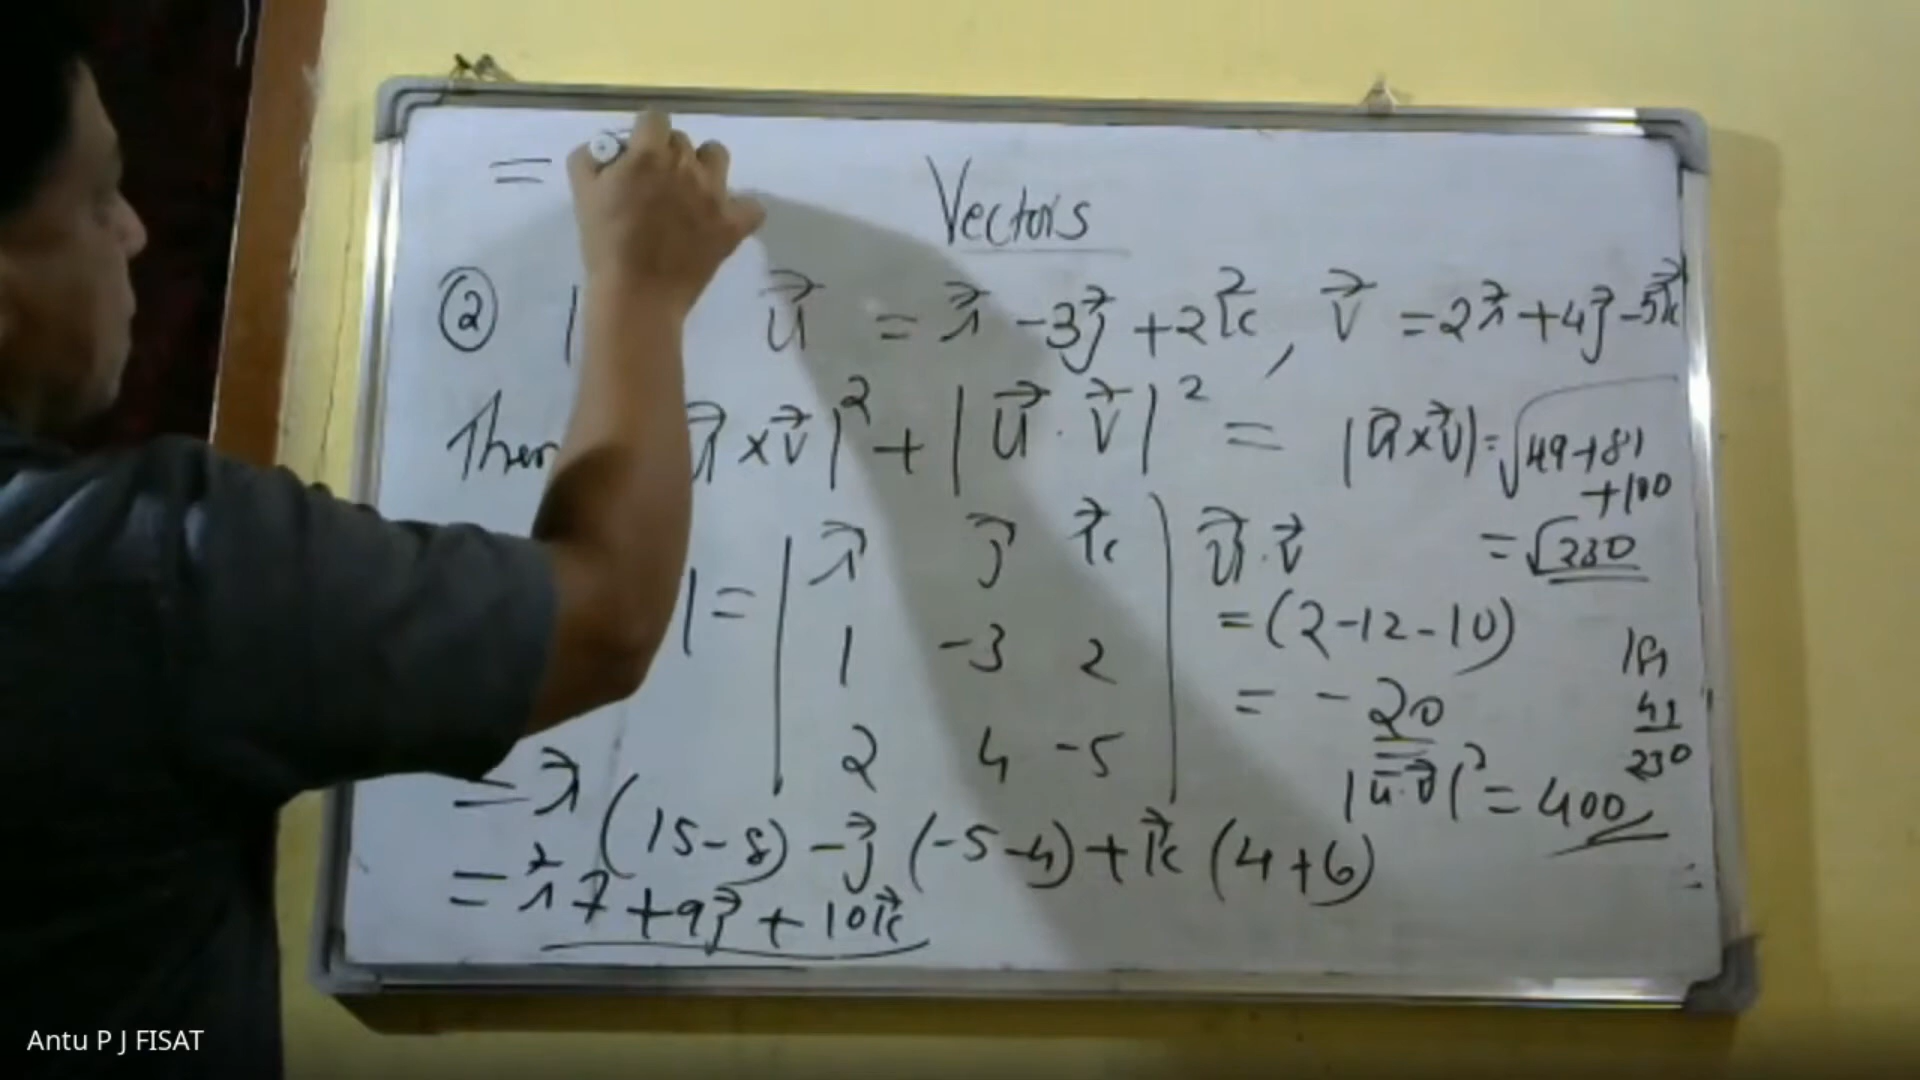 =
Vectors
② u⃗ = i⃗ - 3j⃗ + 2k⃗, v⃗ = 2i⃗ + 4j⃗ - 5k⃗
Then u⃗ × v⃗|² + |u⃗ · v⃗|² =
|u⃗ × v⃗| = √49 + 81
+100
= √230
| = | i⃗ j⃗ k⃗ |
1 -3 2
2 4 -5
u⃗ · v⃗
= (2 - 12 - 10)
= -20
|u⃗ · v⃗|² = 400
230
= i⃗ (15 - 8) - j⃗ (-5 - 4) + k⃗ (4 + 6)
= i⃗ 7 + 9j⃗ + 10k⃗
Antu P J FISAT